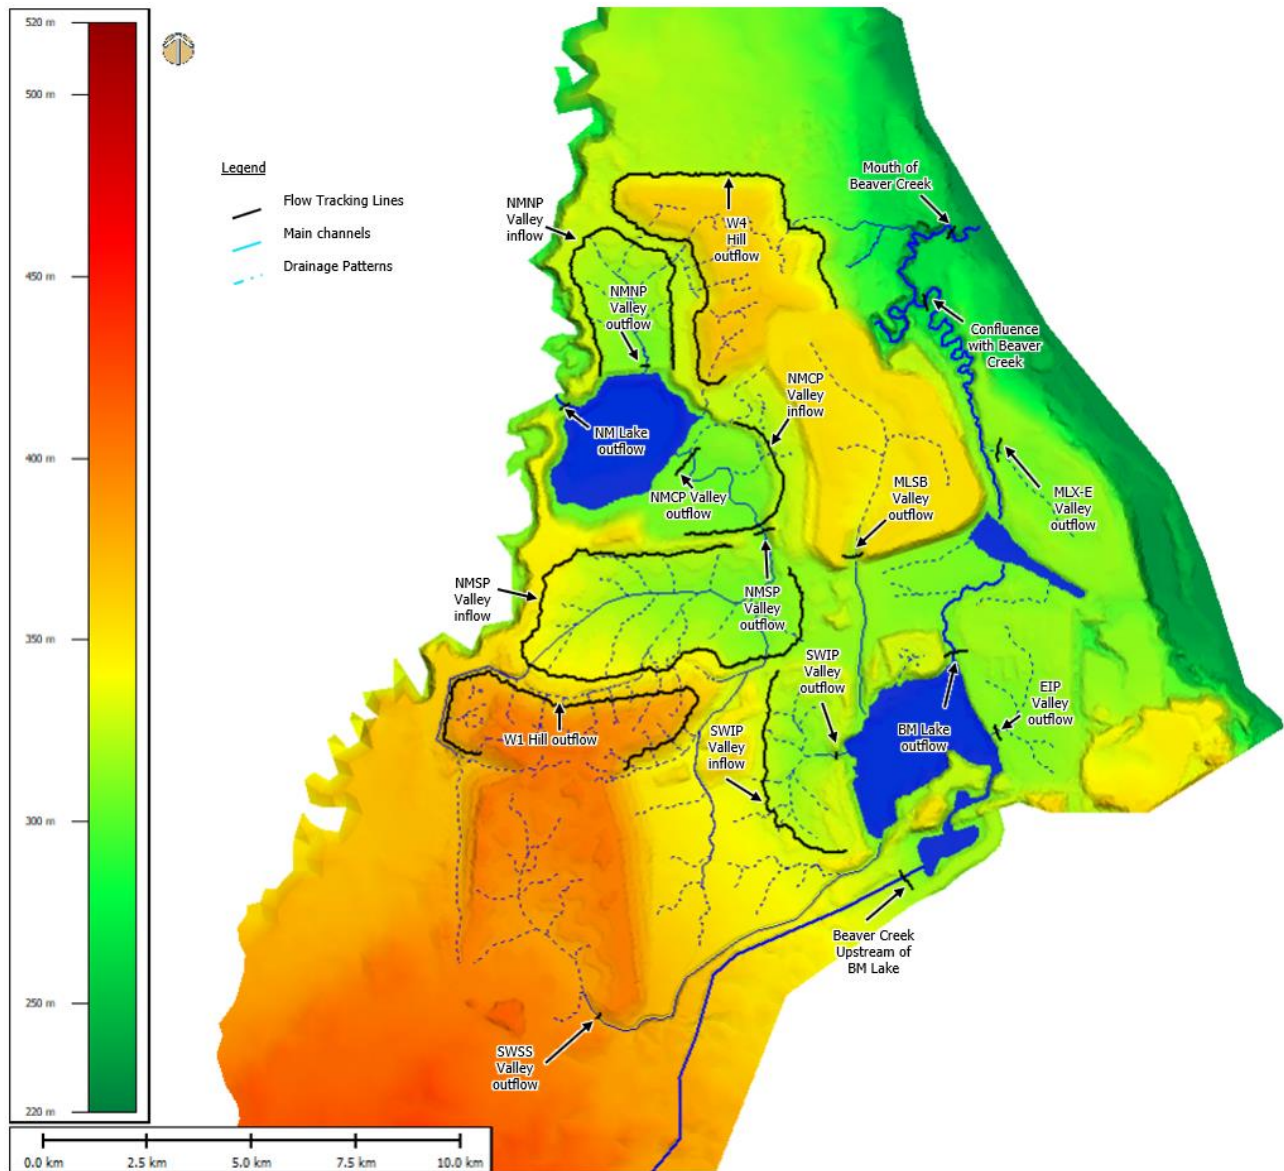 520 m
500 m
450 m
400 m
350 m
300 m
250 m
220 m
Legend
Flow Tracking Lines
Main channels
Drainage Patterns
Mouth of
Beaver Creek
NMNP
Valley
inflow
W4
Hill
outflow
NMNP
Valley
outflow
Confluence
with Beaver
Creek
NMCP
Valley
inflow
NM Lake
outflow
NMCP Valley
outflow
MLSB
Valley
outflow
MLX-E
Valley
outflow
NMSP
Valley
inflow
NMSP
Valley
outflow
SWIP
Valley
outflow
EIP
Valley
outflow
W1 Hill outflow
SWIP
Valley
inflow
BM Lake
outflow
Beaver Creek
Upstream of
BM Lake
SWSS
Valley
outflow
0.0 km
2.5 km
5.0 km
7.5 km
10.0 km